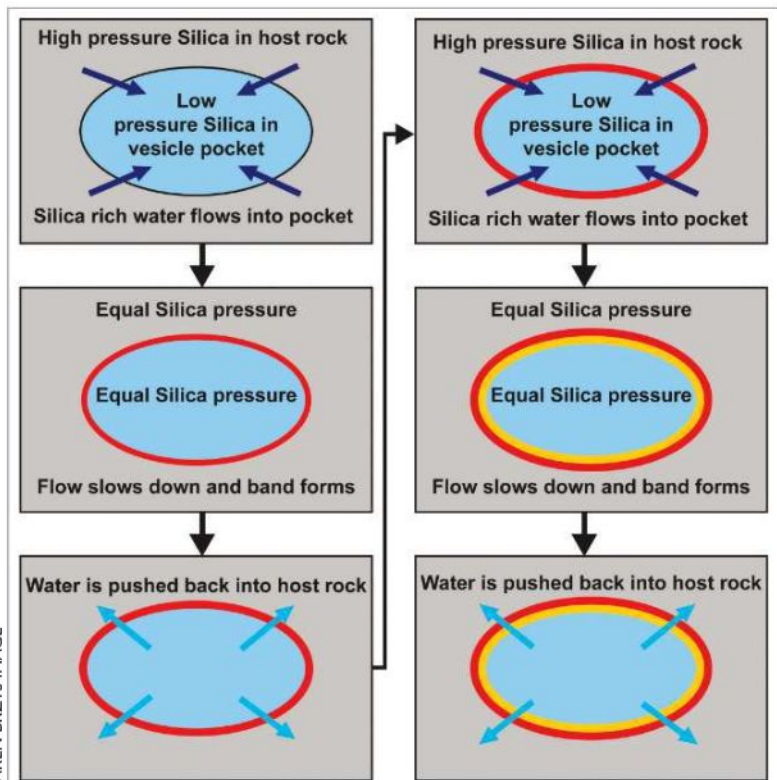 High pressure Silica in host rock
Low
pressure Silica in
vesicle pocket
Silica rich water flows into pocket
Equal Silica pressure
Equal Silica pressure
Flow slows down and band forms
Water is pushed back into host rock
High pressure Silica in host rock
Low
pressure Silica in
vesicle pocket
Silica rich water flows into pocket
Equal Silica pressure
Equal Silica pressure
Flow slows down and band forms
Water is pushed back into host rock